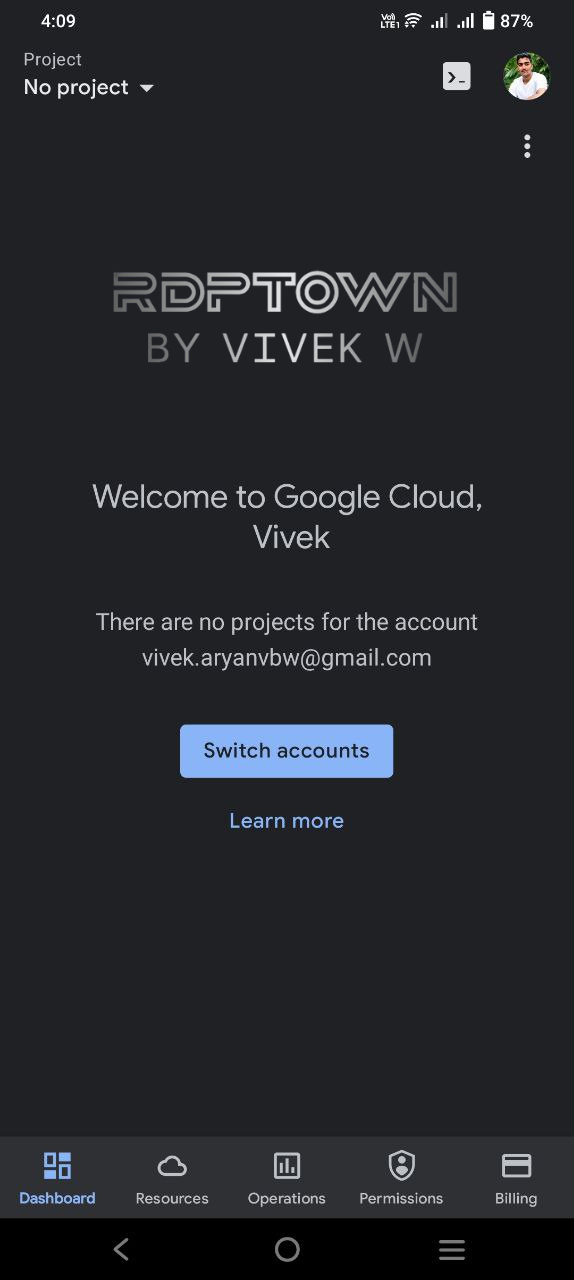 4:09
Vo)) LTE1 87%
Project
No project
RDPTOWN
BY VIVEK W
Welcome to Google Cloud,
Vivek
There are no projects for the account
vivek.aryanvbw@gmail.com
Switch accounts
Learn more
Dashboard Resources Operations Permissions Billing